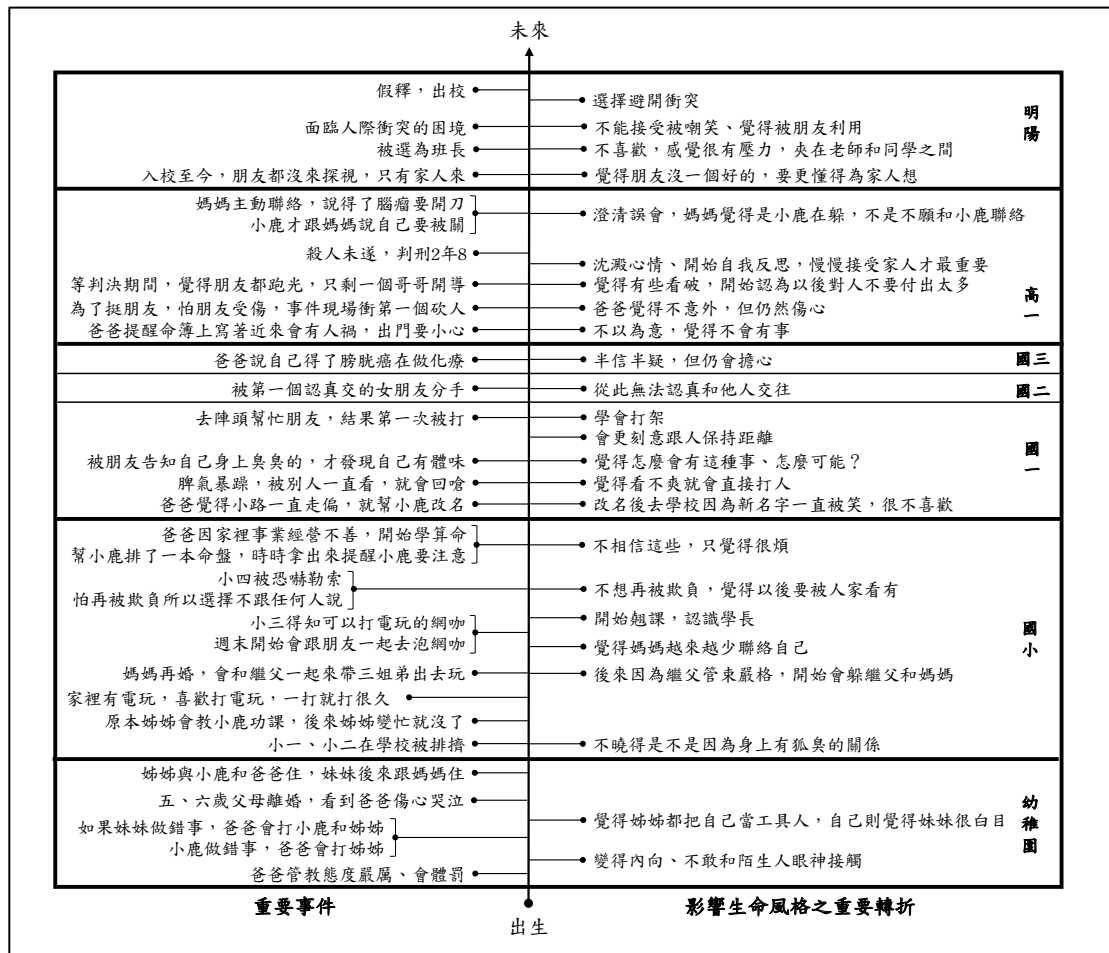 未來
假釋，出校
選擇避開衝突
明陽
面臨人際衝突的困境
不能接受被嘲笑、覺得被朋友利用
被選為班長
不喜歡，感覺很有壓力，夾在老師和同學之間
入校至今，朋友都沒來探視，只有家人來
覺得朋友沒一個好的，要更懂得為家人想
媽媽主動聯絡，說得了腦瘤要開刀
小鹿才跟媽媽說自己要被關
澄清誤會，媽媽覺得是小鹿在躲，不是不願和小鹿聯絡
高一
殺人未遂，判刑2年8
沈澱心情、開始自我反思，慢慢接受家人才最重要
等判決期間，覺得朋友都跑光，只剩一個哥哥開導
覺得有些看破，開始認為以後對人不要付出太多
為了挺朋友，怕朋友受傷，事件現場衝第一個砍人
爸爸覺得不意外，但仍然傷心
爸爸提醒命簿上寫著近來會有人禍，出門要小心
不以為意，覺得不會有事
爸爸說自己得了膀胱癌在做化療
半信半疑，但仍會擔心
國三
被第一個認真交的女朋友分手
從此無法認真和他人交往
國二
去陣頭幫忙朋友，結果第一次被打
學會打架
會更刻意跟人保持距離
國一
被朋友告知自己身上臭臭的，才發現自己有體味
覺得怎麼會有這種事、怎麼可能？
脾氣暴躁，被別人一直看，就會回嗆
覺得看不爽就會直接打人
爸爸覺得小路一直走偏，就幫小鹿改名
改名後去學校因為新名字一直被笑，很不喜歡
爸爸因家裡事業經營不善，開始學算命
幫小鹿排了一本命盤，時時拿出來提醒小鹿要注意
不相信這些，只覺得很煩
小四被恐嚇勒索
怕再被欺負所以選擇不跟任何人說
不想再被欺負，覺得以後要被人家看有
國小
小三得知可以打電玩的網咖
週末開始會跟朋友一起去泡網咖
開始翹課，認識學長
覺得媽媽越來越少聯絡自己
媽媽再婚，會和繼父一起來帶三姐弟出去玩
後來因為繼父管束嚴格，開始會躲繼父和媽媽
家裡有電玩，喜歡打電玩，一打就打很久
原本姊姊會教小鹿功課，後來姊姊變忙就沒了
小一、小二在學校被排擠
不曉得是不是因為身上有狐臭的關係
姊姊與小鹿和爸爸住，妹妹後來跟媽媽住
五、六歲父母離婚，看到爸爸傷心哭泣
幼稚園
如果妹妹做錯事，爸爸會打小鹿和姊姊
小鹿做錯事，爸爸會打姊姊
覺得姊姊都把自己當工具人，自己則覺得妹妹很白目
變得內向、不敢和陌生人眼神接觸
爸爸管教態度嚴厲、會體罰
重要事件
影響生命風格之重要轉折
出生